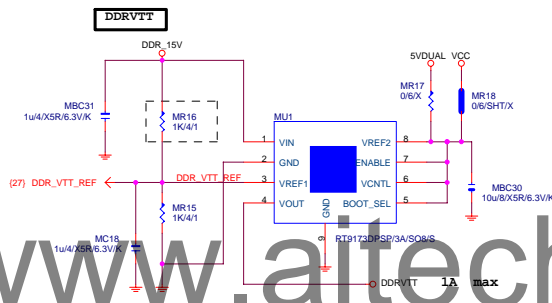 DDRVTT
DDR_15V
5VDUAL VCC
MR17
0/6/X
MR18
0/6/SHT/X
MBC31
1u/4/X5R/6.3V/K
MR16
1K/4/1
MU1
1 VIN VREF2 8
2 GND ENABLE 7
3 VREF1 VCNTL 6
4 VOUT BOOT_SEL 5
GND
9
{27} DDR_VTT_REF
DDR_VTT_REF
MR15
1K/4/1
MBC30
10u/8/X5R/6.3V/K
MC18
1u/4/X5R/6.3V/K
RT9173DPSP/3A/SO8/S
DDRVTT 1A max
www.aitech